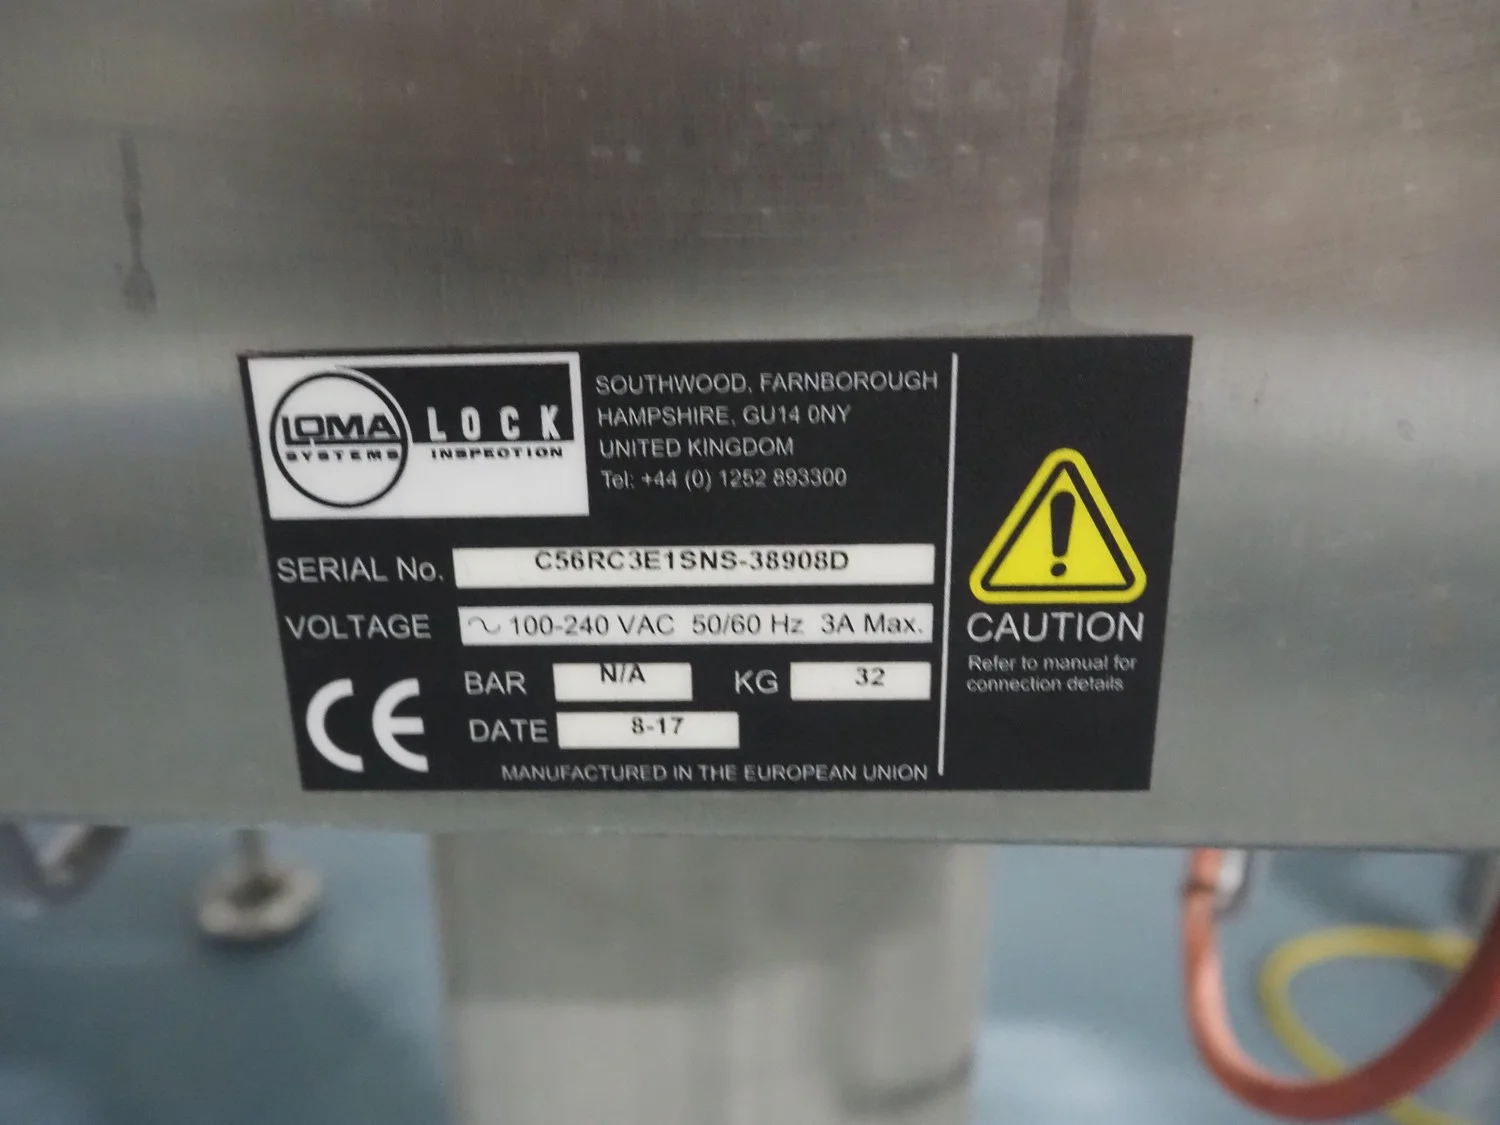 LOMA SYSTEMS
LOCK INSPECTION
SOUTHWOOD, FARNBOROUGH
HAMPSHIRE, GU14 0NY
UNITED KINGDOM
Tel: +44 (0) 1252 893300
SERIAL No. C56RC3E1SNS-38908D
VOLTAGE ~ 100-240 VAC 50/60 Hz 3A Max.
CE
BAR N/A KG 32
DATE 8-17
MANUFACTURED IN THE EUROPEAN UNION
!
CAUTION
Refer to manual for
connection details